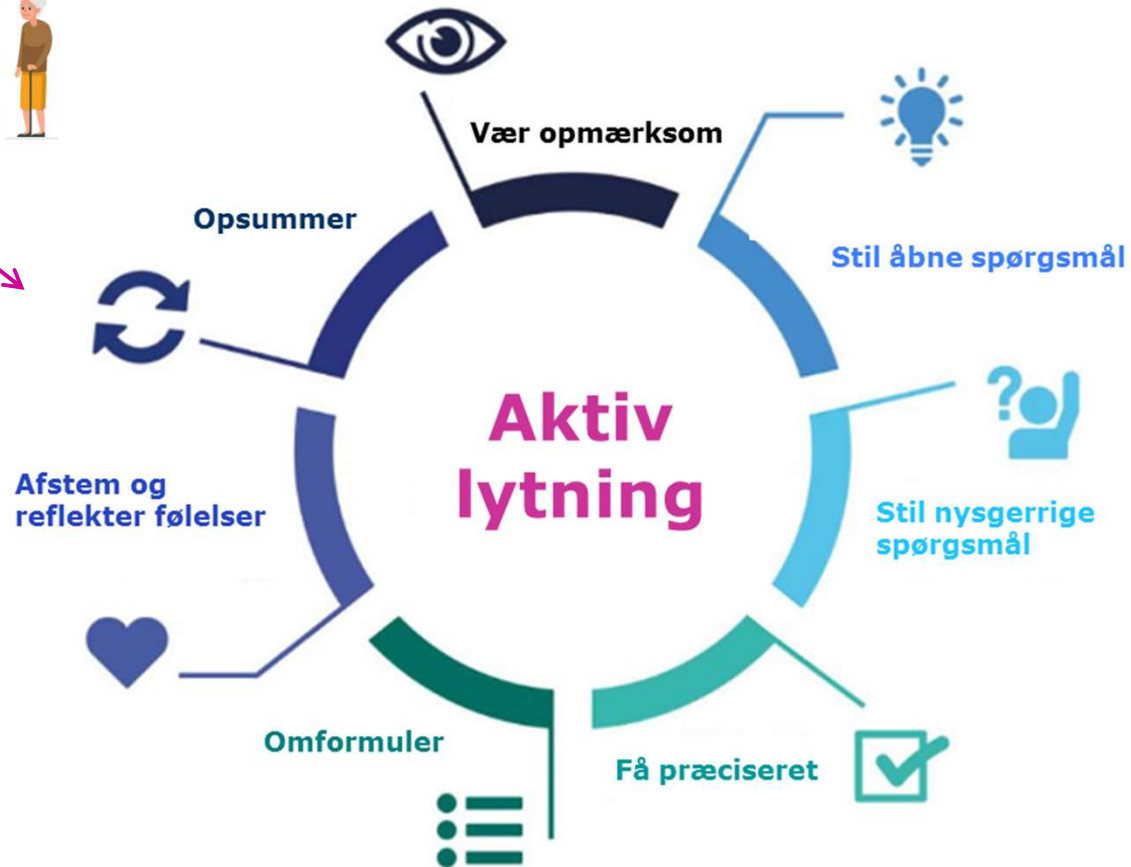 Vær opmærksom
Stil åbne spørgsmål
Stil nysgerrige
spørgsmål
Få præciseret
Omformuler
Afstem og
reflekter følelser
Opsummer
Aktiv
lytning